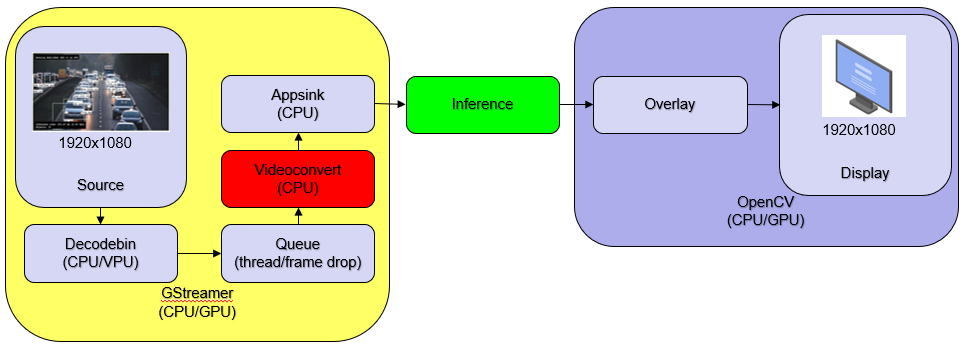 1920x1080
Source
Decodebin
(CPU/VPU)
Queue
(thread/frame drop)
Videoconvert
(CPU)
Appsink
(CPU)
GStreamer
(CPU/GPU)
Inference
Overlay
1920x1080
Display
OpenCV
(CPU/GPU)